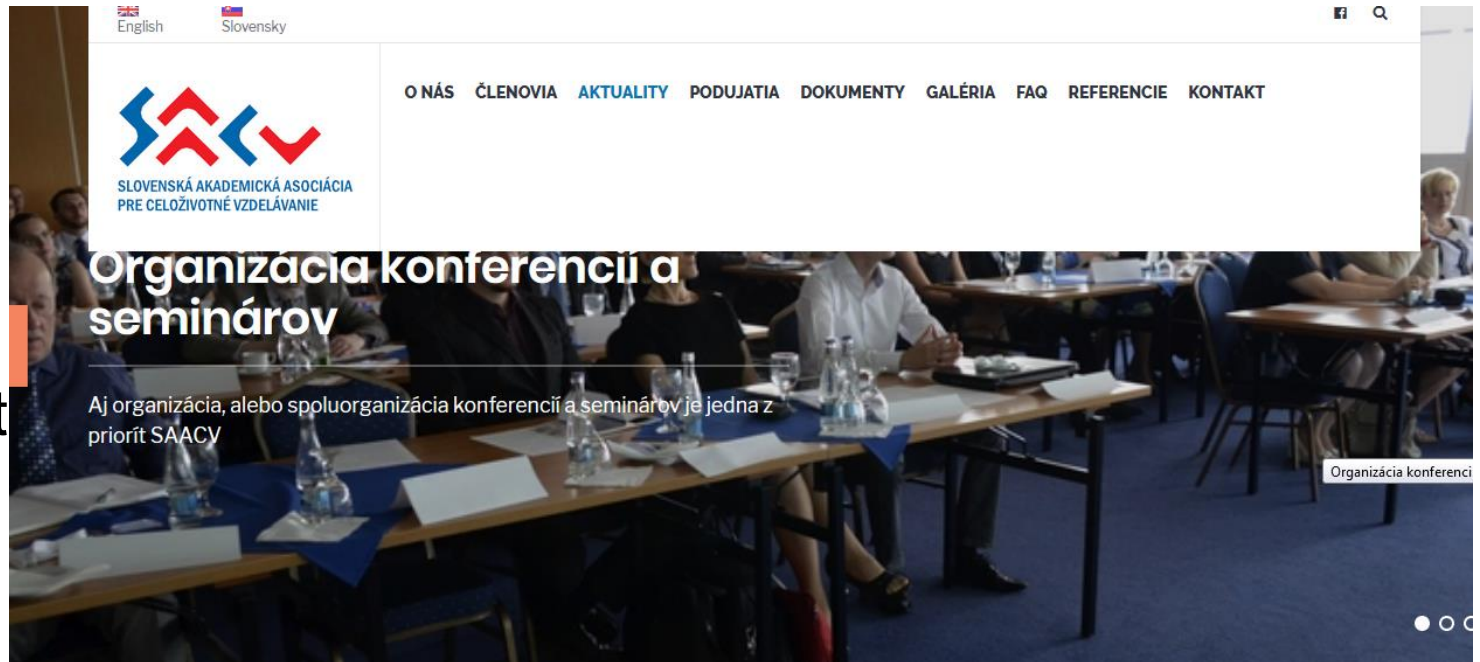 English
Slovensky
O NÁS ČLENOVIA AKTUALITY PODUJATIA DOKUMENTY GALÉRIA FAQ REFERENCIE KONTAKT
SACV
SLOVENSKÁ AKADEMICKÁ ASOCIÁCIA
PRE CELOŽIVOTNÉ VZDELÁVANIE
Organizácia konferencií a
seminárov
Aj organizácia, alebo spoluorganizácia konferencií a seminárov je jedna z
priorít SAACV
Organizácia konferenci
t